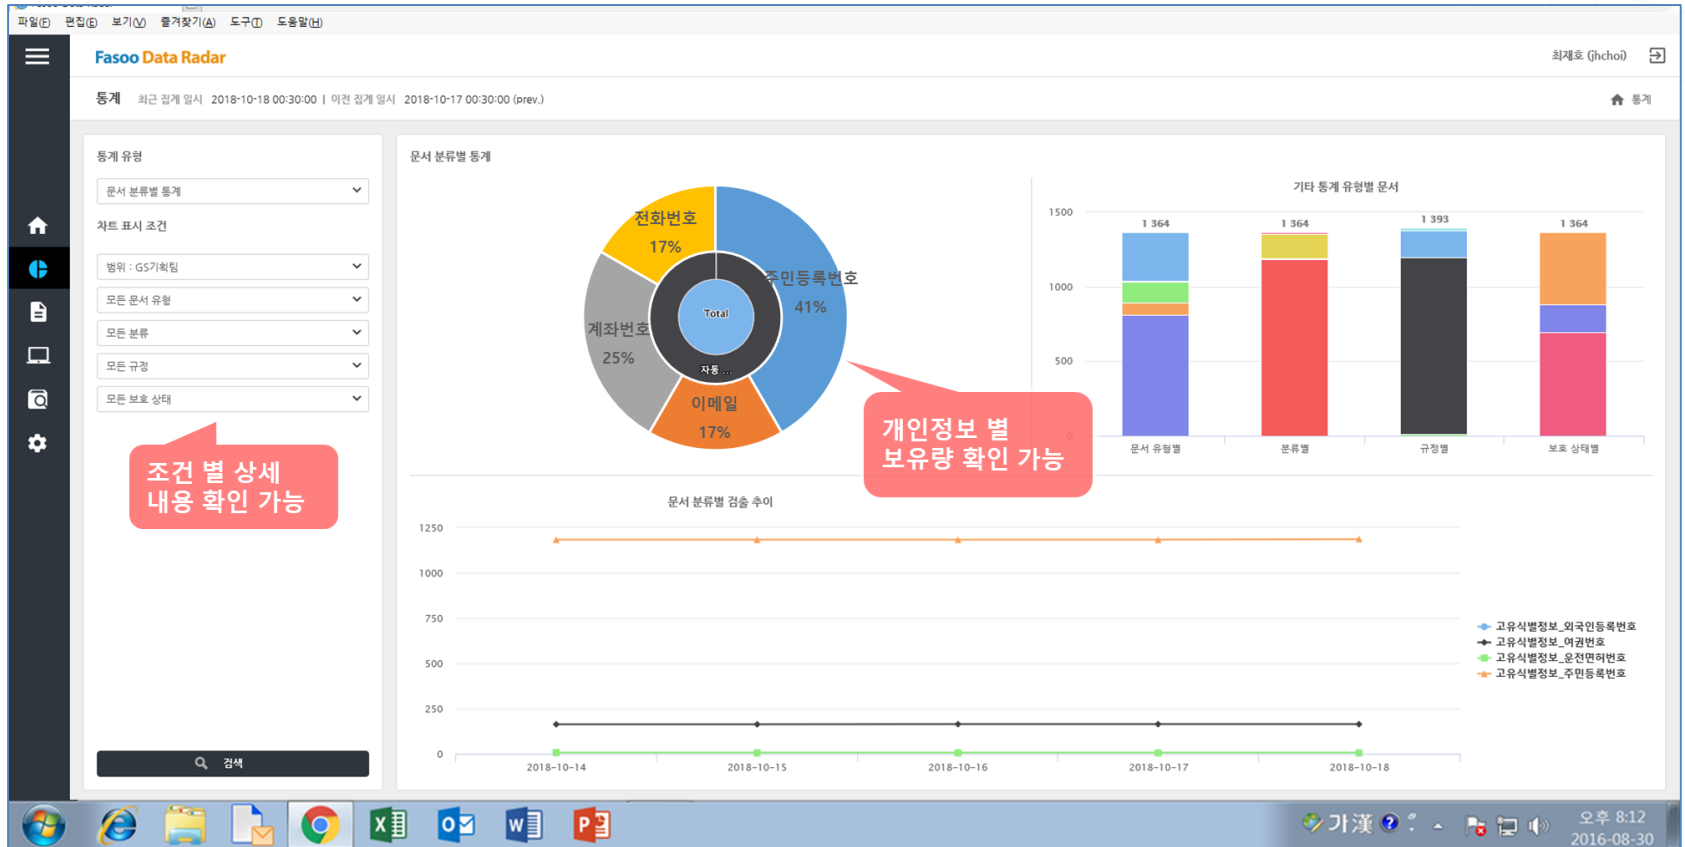 파일(F) 편집(E) 보기(V) 즐겨찾기(A) 도구(T) 도움말(H)
Fasoo Data Radar
최재호 (jhchoi)
통계 최근 집계 일시 2018-10-18 00:30:00 | 이전 집계 일시 2018-10-17 00:30:00 (prev.)
통계
통계 유형
문서 분류별 통계
차트 표시 조건
범위 : GS기획팀
모든 문서 유형
모든 분류
모든 규정
모든 보호 상태
조건 별 상세
내용 확인 가능
검색
문서 분류별 통계
전화번호
17%
주민등록번호
41%
계좌번호
25%
이메일
17%
Total
자동 ...
개인정보 별
보유량 확인 가능
기타 통계 유형별 문서
1500
1000
500
0
1 364
1 364
1 393
1 364
문서 유형별
분류별
규정별
보호 상태별
문서 분류별 검출 추이
1250
1000
750
500
250
0
2018-10-14
2018-10-15
2018-10-16
2018-10-17
2018-10-18
고유식별정보_외국인등록번호
고유식별정보_여권번호
고유식별정보_운전면허번호
고유식별정보_주민등록번호
가漢
오후 8:12
2016-08-30